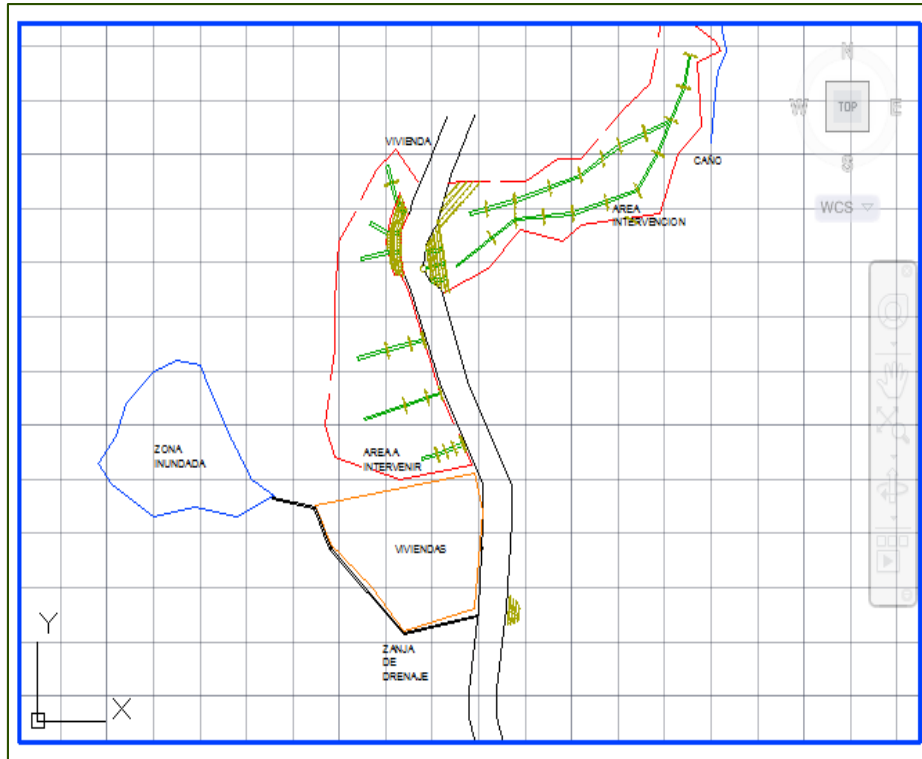 N
TOP
W
E
S
WCS
VIVIENDA
CAÑO
AREA
INTERVENCION
ZONA
INUNDADA
AREA A
INTERVENIR
VIVIENDAS
ZANJA
DE
DRENAJE
Y
X